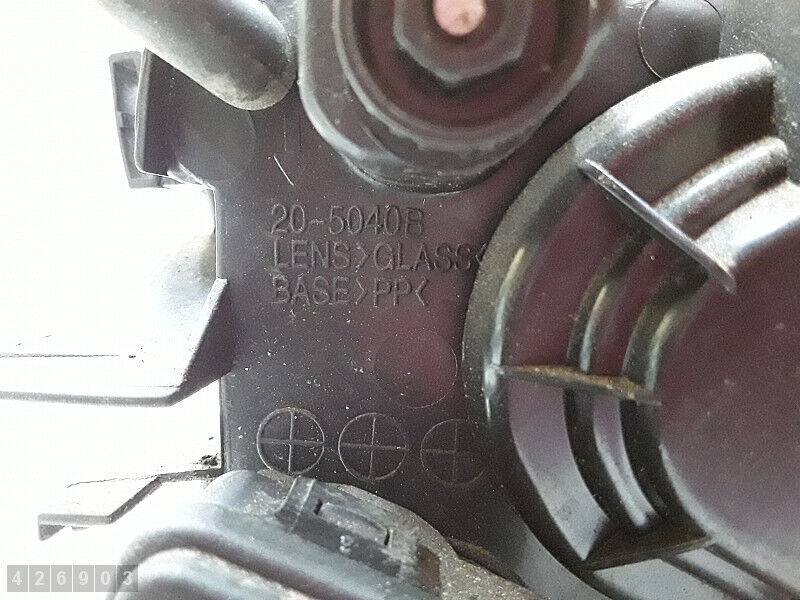 20-5040B
LENS>GLASS<
BASE>PP<
426903